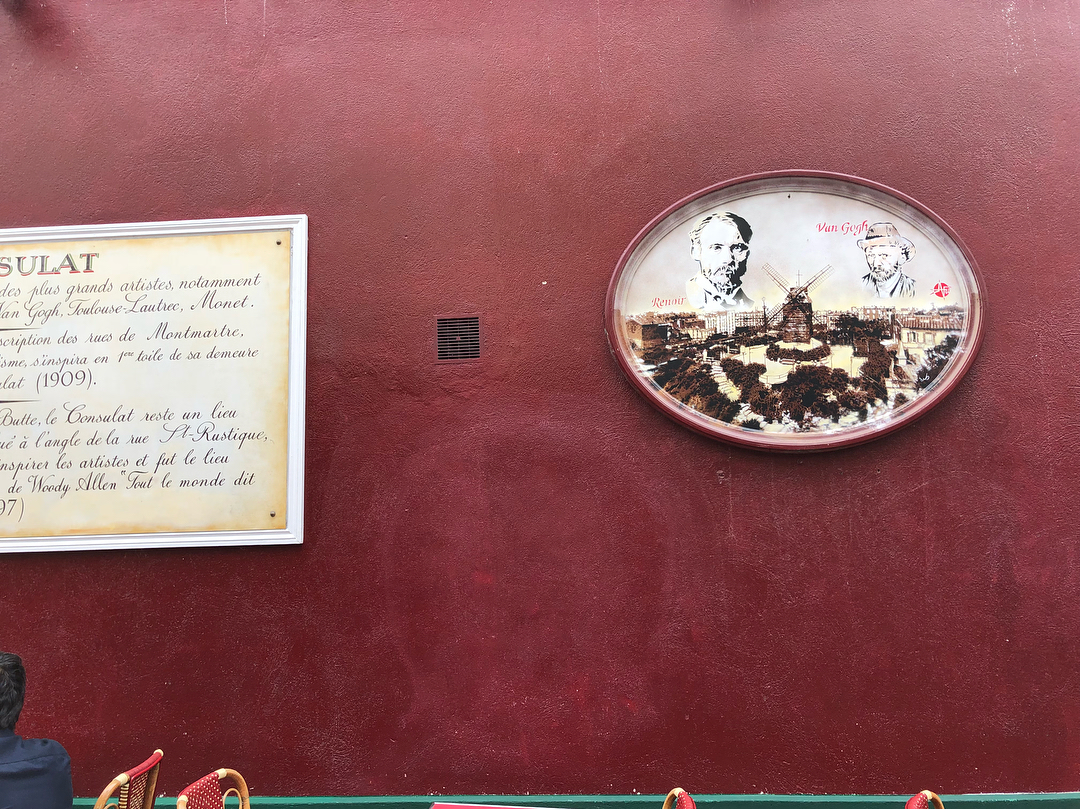 SULAT
des plus grands artistes, notamment
Van Gogh, Toulouse-Lautrec, Monet.
scription des rues de Montmartre,
isme, s'inspira en 1ère toile de sa demeure
ulat (1909).
Butte, le Consulat reste un lieu
ué à l'angle de la rue St-Rustique,
inspirer les artistes et fut le lieu
de Woody Allen "Tout le monde dit
97)
Van Gogh
Renoir